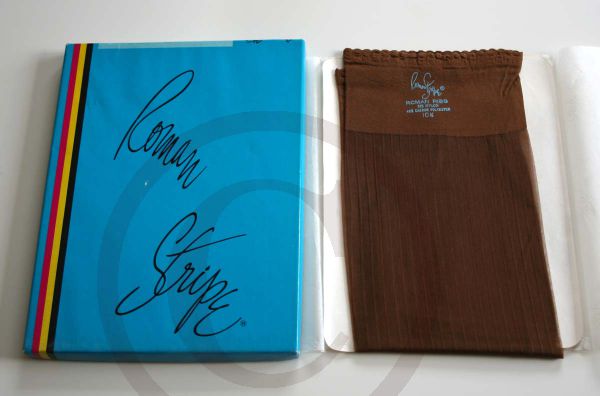 Roman
Stripe®
Roman Stripe®
ROMAN RIBS
10½